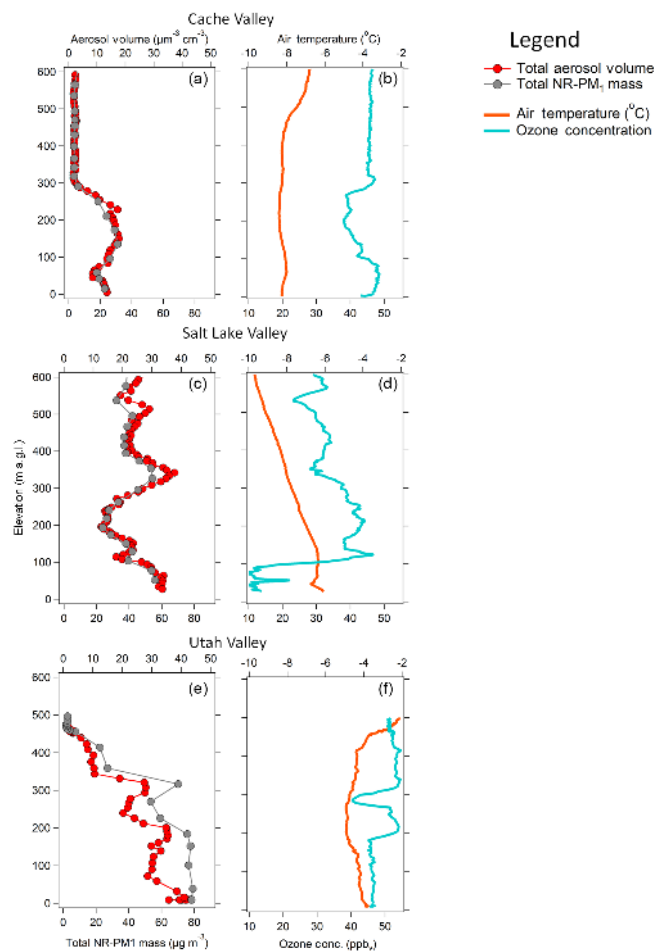 Cache Valley
Aerosol volume (µm⁻³ cm⁻³) Air temperature (°C)
0 10 20 30 40 50 -10 -8 -6 -4 -2
Legend
Total aerosol volume
Total NR-PM₁ mass
Air temperature (°C)
Ozone concentration
(a) (b)
600
500
400
300
200
100
0
0 20 40 60 80 10 20 30 40 50
Salt Lake Valley
0 10 20 30 40 50 -10 -8 -6 -4 -2
(c) (d)
Elevation (m a.g.l.)
600
500
400
300
200
100
0
0 20 40 60 80 10 20 30 40 50
Utah Valley
0 10 20 30 40 50 -10 -8 -6 -4 -2
(e) (f)
600
500
400
300
200
100
0
0 20 40 60 80 10 20 30 40 50
Total NR-PM1 mass (µg m⁻³) Ozone conc. (ppbᵥ)